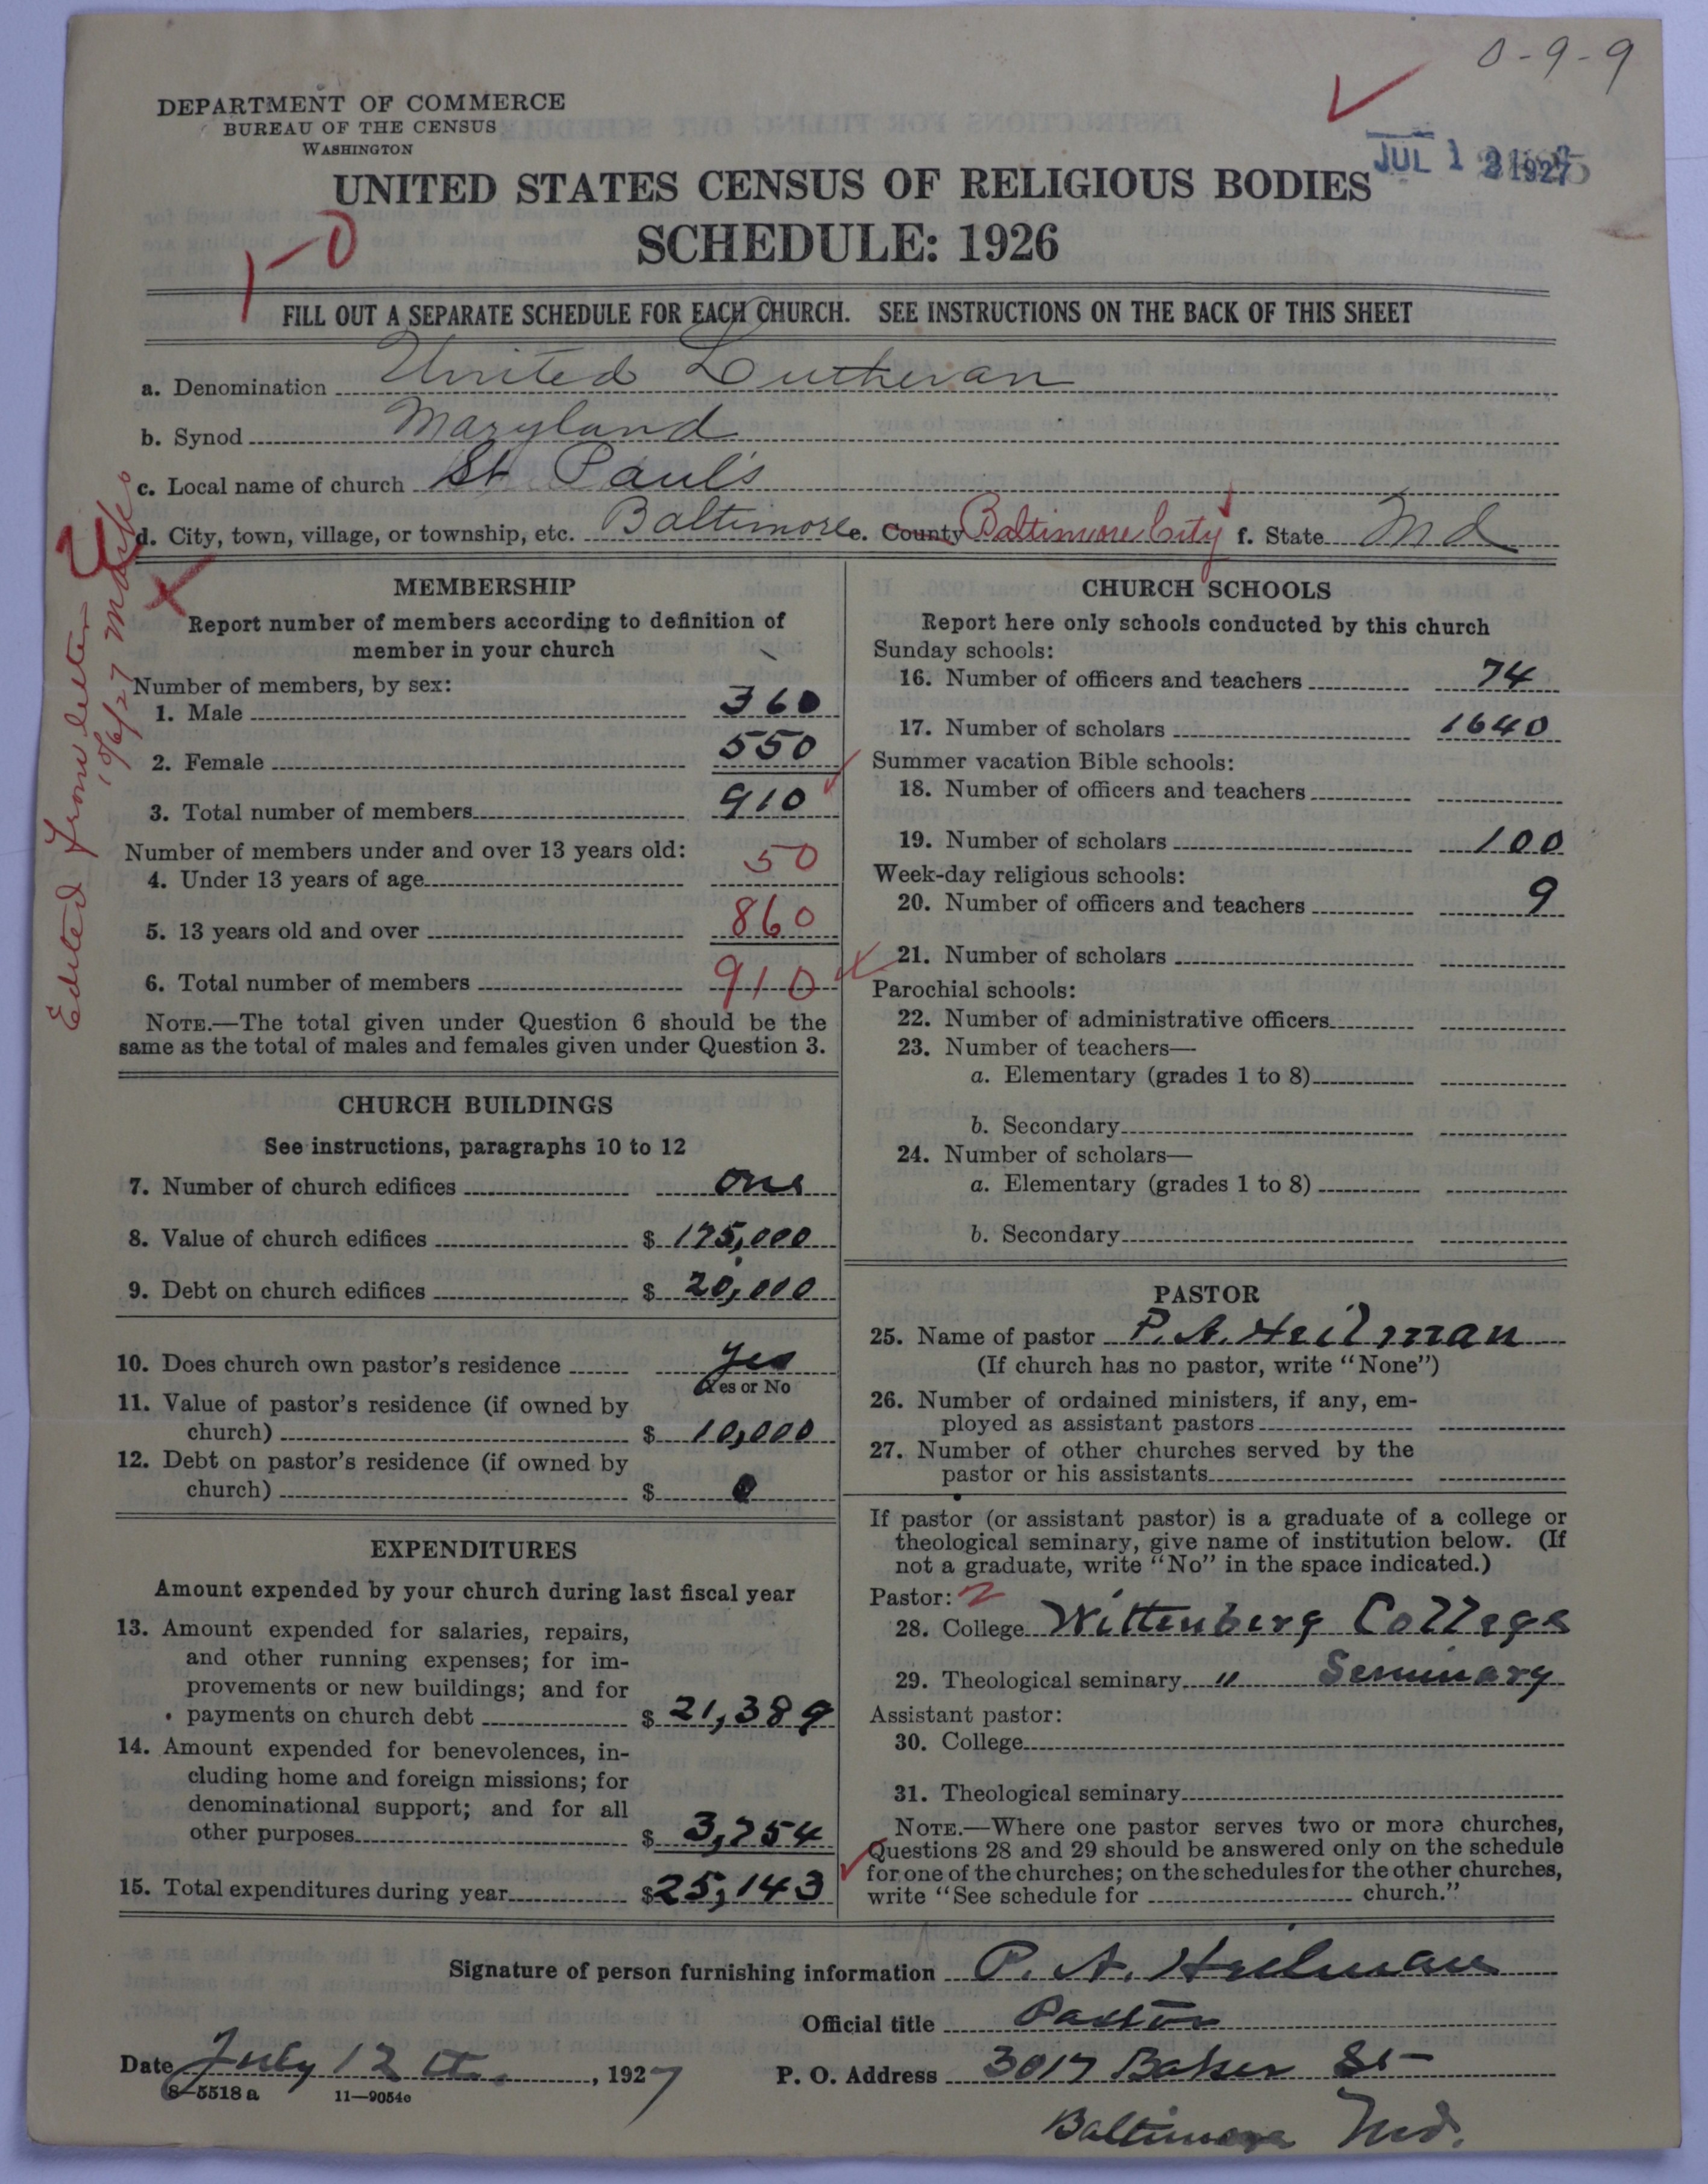 0-9-9
DEPARTMENT OF COMMERCE
BUREAU OF THE CENSUS
WASHINGTON
JUL 1 1927
UNITED STATES CENSUS OF RELIGIOUS BODIES
SCHEDULE: 1926
1-0
FILL OUT A SEPARATE SCHEDULE FOR EACH CHURCH. SEE INSTRUCTIONS ON THE BACK OF THIS SHEET
a. Denomination United Lutheran
b. Synod Maryland
c. Local name of church St Paul's
d. City, town, village, or township, etc. Baltimore e. County Baltimore City f. State Md
Edited from letter
10/6/27
MEMBERSHIP
Report number of members according to definition of
member in your church
Number of members, by sex:
1. Male 360
2. Female 550
3. Total number of members 910
Number of members under and over 13 years old:
4. Under 13 years of age 50
5. 13 years old and over 860
6. Total number of members 910
NOTE.—The total given under Question 6 should be the
same as the total of males and females given under Question 3.
CHURCH BUILDINGS
See instructions, paragraphs 10 to 12
7. Number of church edifices one
8. Value of church edifices $ 175,000
9. Debt on church edifices $ 20,000
10. Does church own pastor's residence yes
Yes or No
11. Value of pastor's residence (if owned by
church) $ 10,000
12. Debt on pastor's residence (if owned by
church) $ 0
EXPENDITURES
Amount expended by your church during last fiscal year
13. Amount expended for salaries, repairs,
and other running expenses; for im-
provements or new buildings; and for
payments on church debt $ 21,389
14. Amount expended for benevolences, in-
cluding home and foreign missions; for
denominational support; and for all
other purposes $ 3,754
15. Total expenditures during year $25,143
CHURCH SCHOOLS
Report here only schools conducted by this church
Sunday schools:
16. Number of officers and teachers 74
17. Number of scholars 1640
Summer vacation Bible schools:
18. Number of officers and teachers
19. Number of scholars 100
Week-day religious schools:
20. Number of officers and teachers 9
21. Number of scholars
Parochial schools:
22. Number of administrative officers
23. Number of teachers—
a. Elementary (grades 1 to 8)
b. Secondary
24. Number of scholars—
a. Elementary (grades 1 to 8)
b. Secondary
PASTOR
25. Name of pastor P. A. Heilman
(If church has no pastor, write "None")
26. Number of ordained ministers, if any, em-
ployed as assistant pastors
27. Number of other churches served by the
pastor or his assistants
If pastor (or assistant pastor) is a graduate of a college or
theological seminary, give name of institution below. (If
not a graduate, write "No" in the space indicated.)
Pastor: 2
28. College Wittenberg College
29. Theological seminary " Seminary
Assistant pastor:
30. College
31. Theological seminary
NOTE.—Where one pastor serves two or more churches,
Questions 28 and 29 should be answered only on the schedule
for one of the churches; on the schedules for the other churches,
write "See schedule for church."
Signature of person furnishing information P. A. Heilman
Official title Pastor
Date July 12th, 1927 P. O. Address 3017 Baker St
8-5518 a 11-9054c
Baltimore Md.